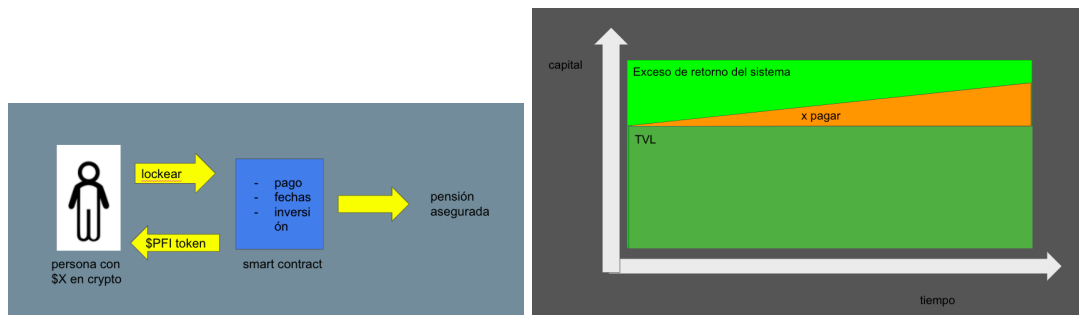 lockear
$PFI token
persona con
$X en crypto
- pago
- fechas
- inversi
ón
smart contract
pensión
asegurada
capital
Exceso de retorno del sistema
x pagar
TVL
tiempo